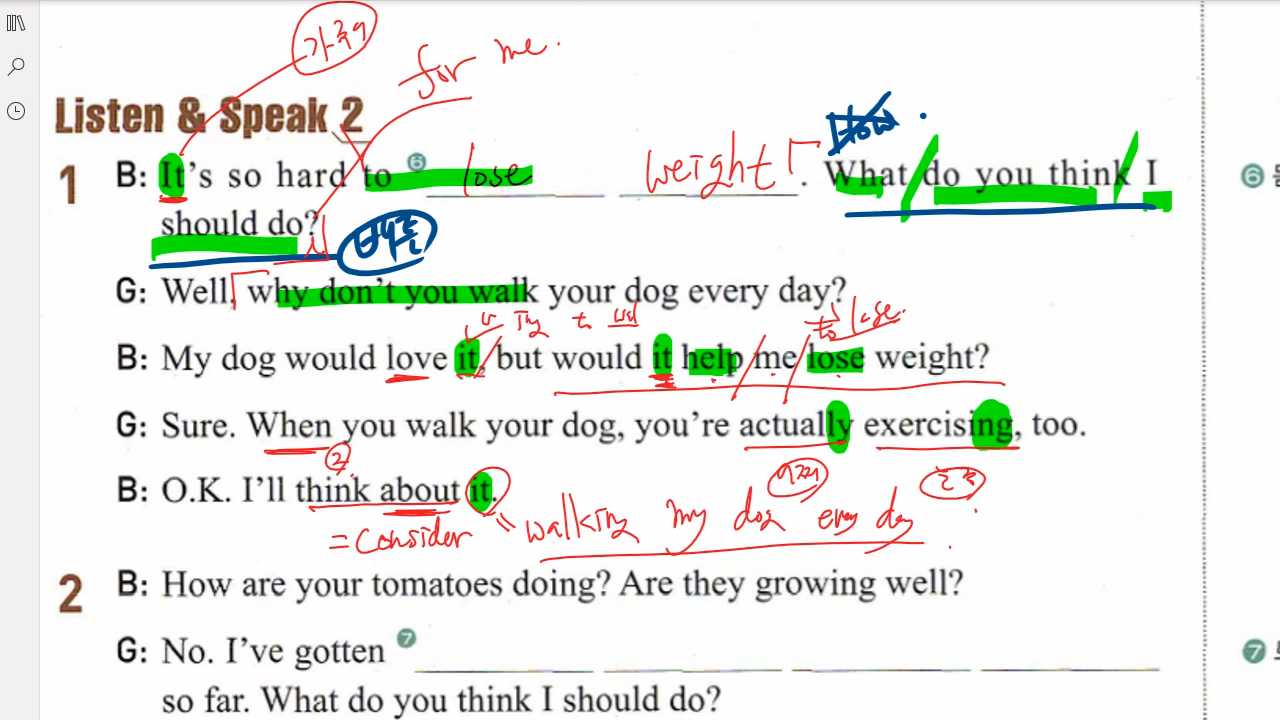 for me.
Listen & Speak 2
How.
1 B: It's so hard to ⑥ lose weight. What do you think I
should do?
G: Well, why don't you walk your dog every day?
to lose.
B: My dog would love it, but would it help me lose weight?
G: Sure. When you walk your dog, you're actually exercising, too.
②
B: O.K. I'll think about it.
= consider " walking my dog every day
2 B: How are your tomatoes doing? Are they growing well?
G: No. I've gotten ⑦
so far. What do you think I should do?
⑥
⑦